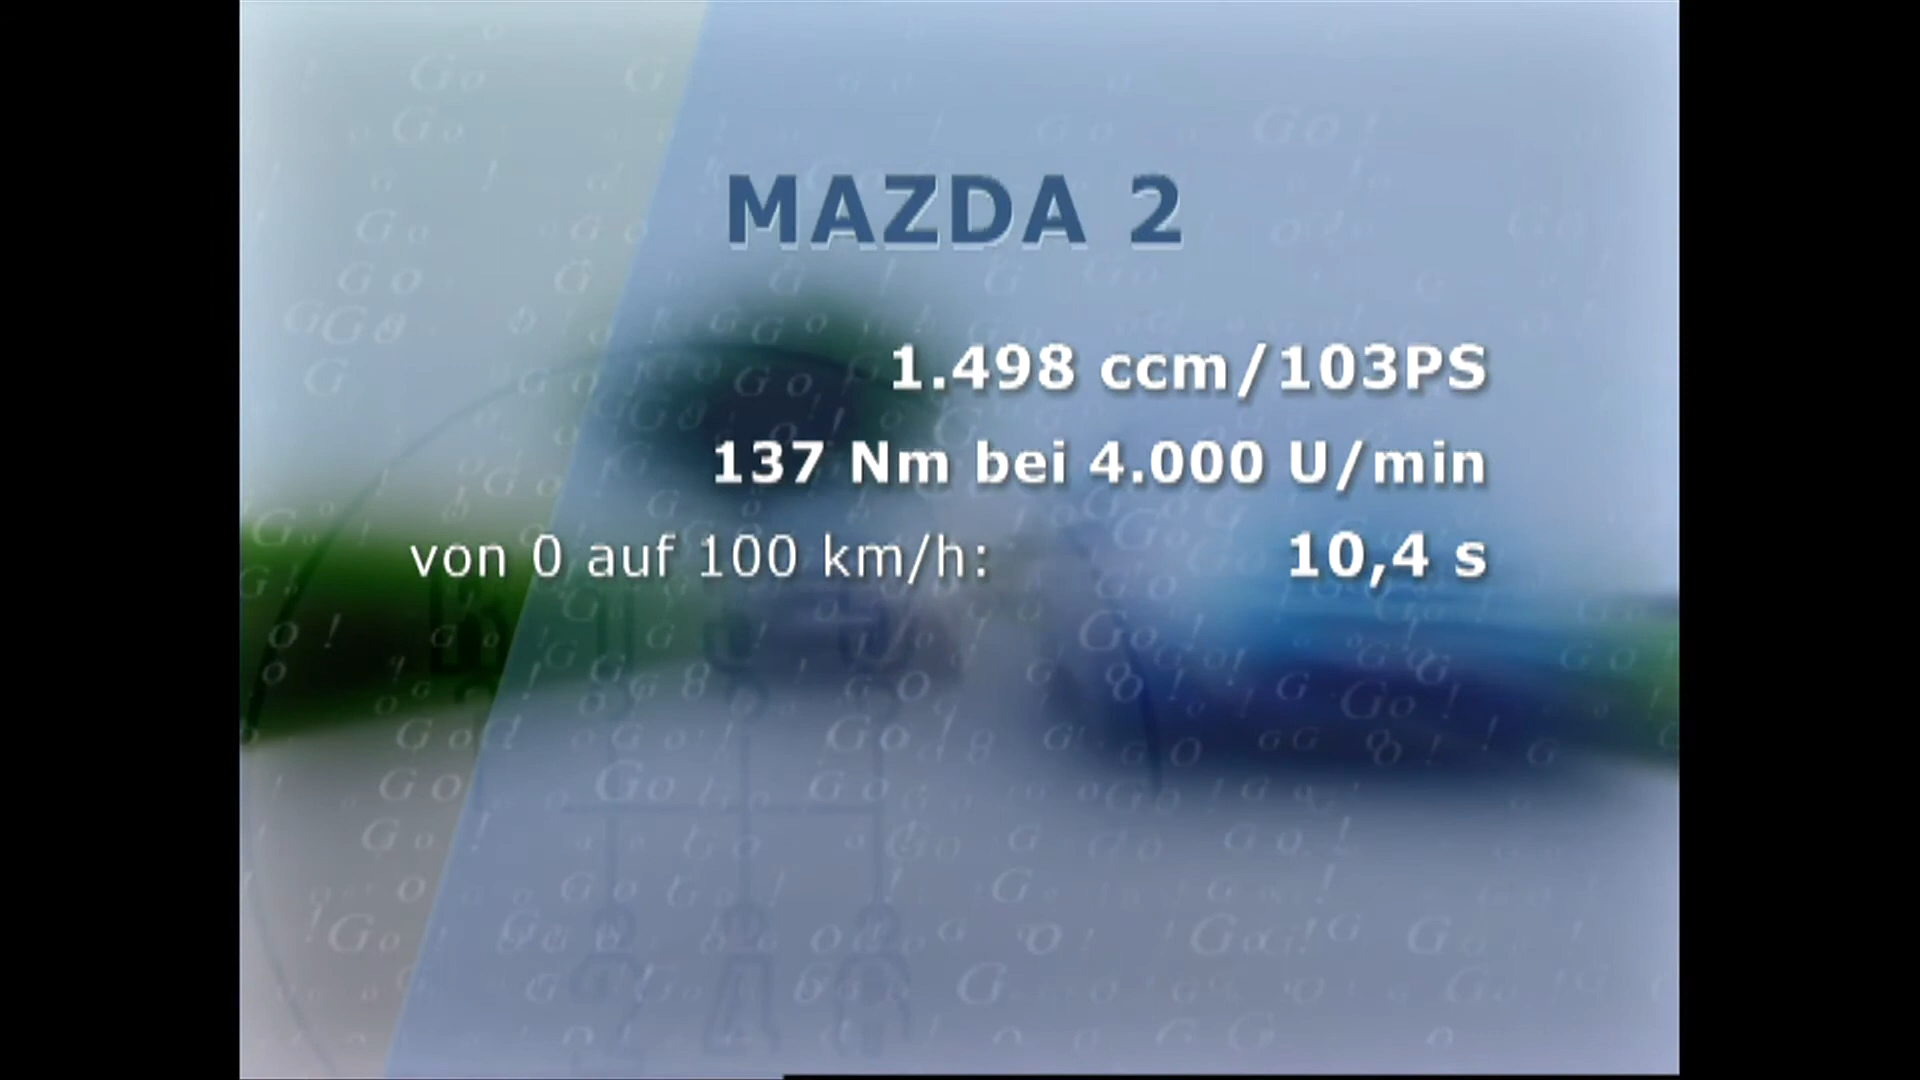 MAZDA 2
1.498 ccm/103PS
137 Nm bei 4.000 U/min
von 0 auf 100 km/h: 10,4 s